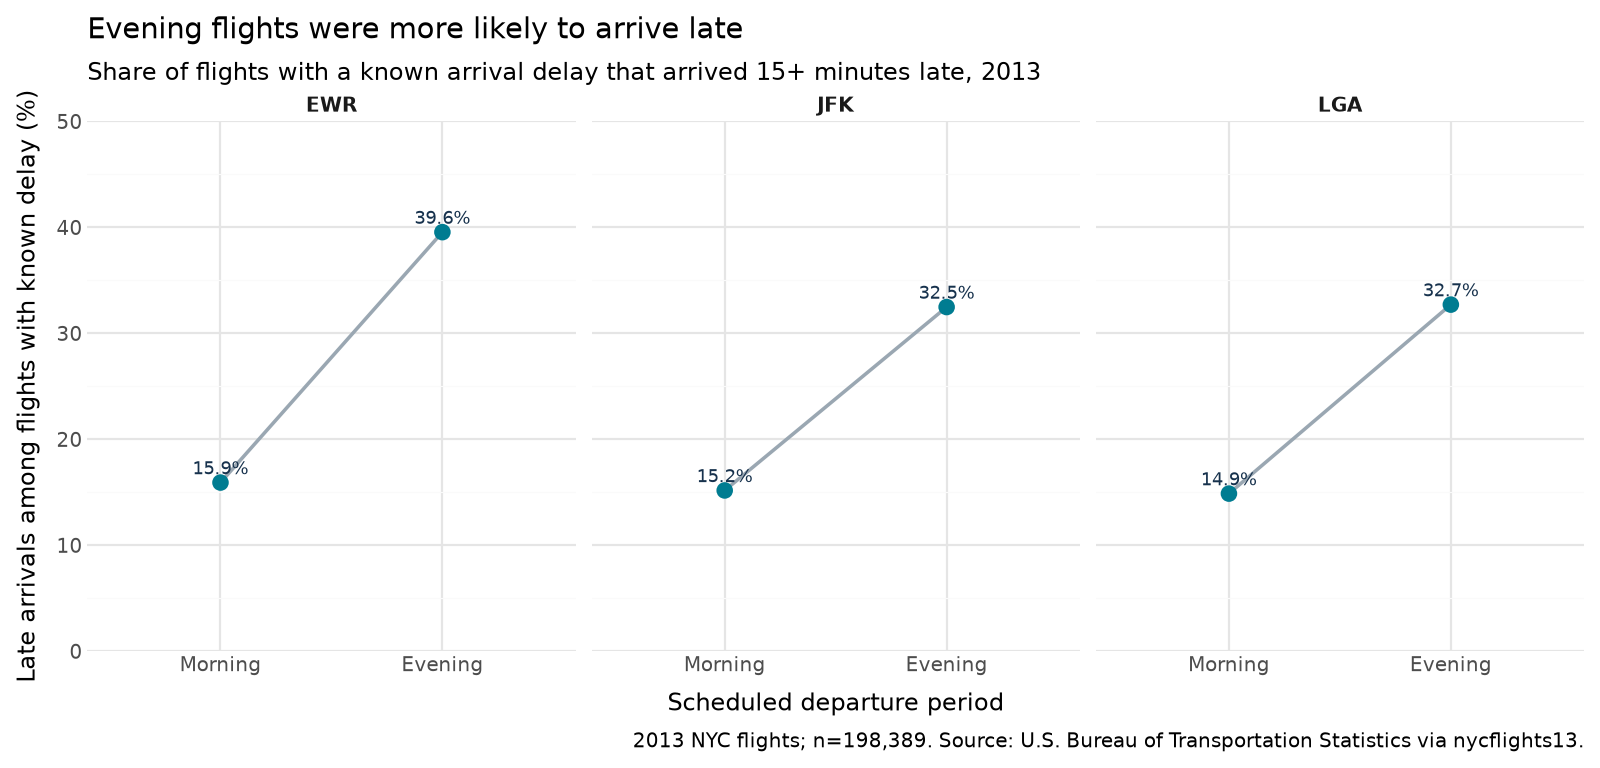 Evening flights were more likely to arrive late
Share of flights with a known arrival delay that arrived 15+ minutes late, 2013
Late arrivals among flights with known delay (%)
EWR JFK LGA
50
40
30
20
10
0
39.6%
15.9%
32.5%
15.2%
32.7%
14.9%
Morning Evening Morning Evening Morning Evening
Scheduled departure period
2013 NYC flights; n=198,389. Source: U.S. Bureau of Transportation Statistics via nycflights13.